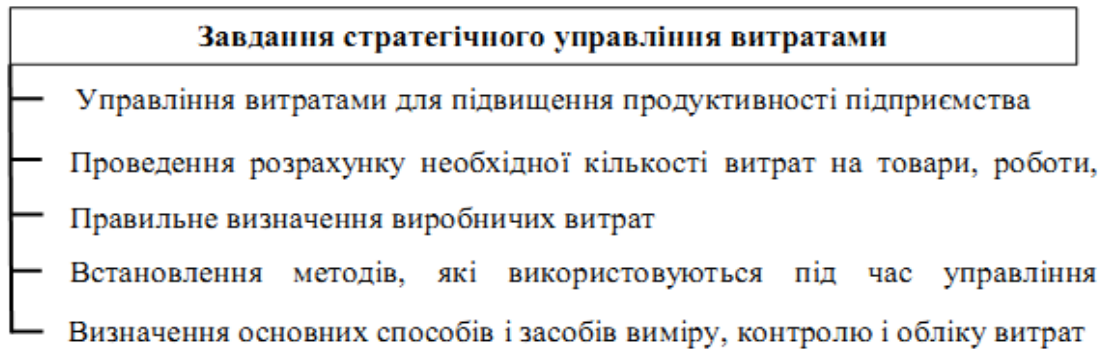 Завдання стратегічного управління витратами
Управління витратами для підвищення продуктивності підприємства
Проведення розрахунку необхідної кількості витрат на товари, роботи,
Правильне визначення виробничих витрат
Встановлення методів, які використовуються під час управління
Визначення основних способів і засобів виміру, контролю і обліку витрат